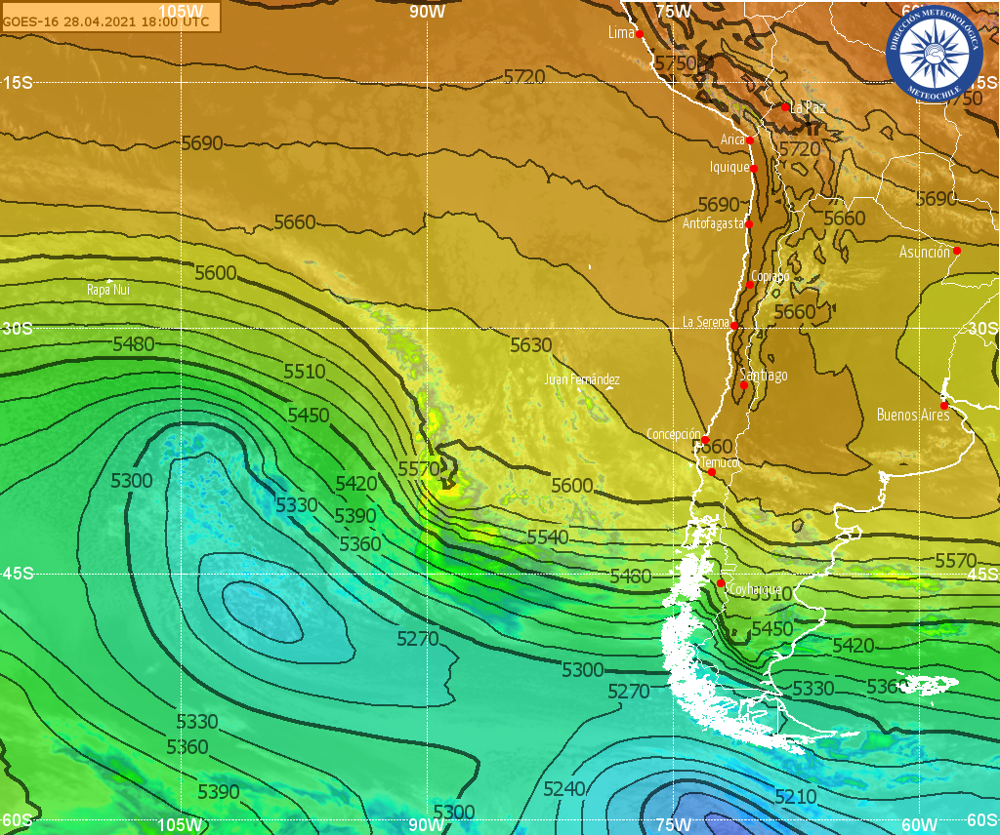 105W 90W 75W 60W
GOES-16 28.04.2021 18:00 UTC
DIRECCIÓN METEOROLÓGICA
METEOCHILE
Lima
5750
5720
15S 15S
5750
La Paz
Arica
5690
5720
Iquique
5690
5690
5660
5660
Antofagasta
Asunción
5600
Copiapó
Rapa Nui
5660
La Serena
30S 30S
5480
5630
5510
Santiago
Juan Fernández
5450
Buenos Aires
Concepción
5660
Temuco
5570
5300
5420
5600
5330
5390
5540
5360
5570
45S 45S
5480
Coyhaique
5510
5450
5270
5420
5300
5270
5330
5360
5330
5360
5240
5390
5210
5300
60S 60S
105W 90W 75W 60W